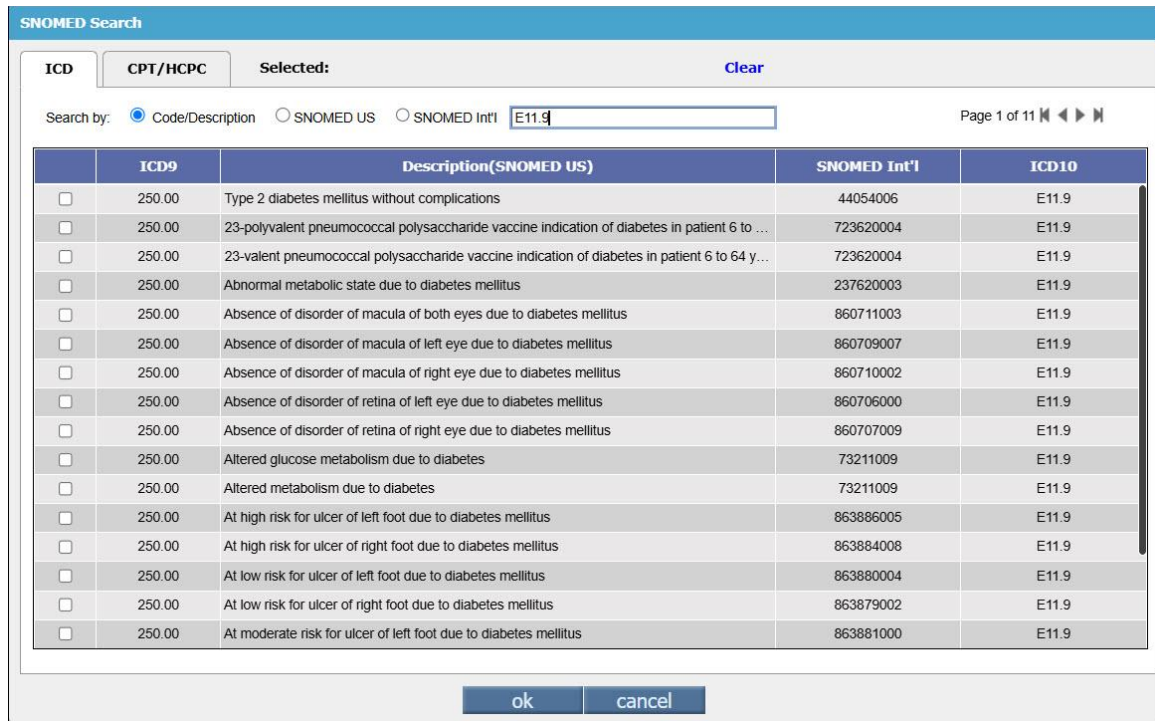 SNOMED Search
ICD CPT/HCPC Selected: Clear
Search by: Code/Description SNOMED US SNOMED Int'l E11.9 Page 1 of 11
ICD9 Description(SNOMED US) SNOMED Int'l ICD10
250.00 Type 2 diabetes mellitus without complications 44054006 E11.9
250.00 23-polyvalent pneumococcal polysaccharide vaccine indication of diabetes in patient 6 to ... 723620004 E11.9
250.00 23-valent pneumococcal polysaccharide vaccine indication of diabetes in patient 6 to 64 y... 723620004 E11.9
250.00 Abnormal metabolic state due to diabetes mellitus 237620003 E11.9
250.00 Absence of disorder of macula of both eyes due to diabetes mellitus 860711003 E11.9
250.00 Absence of disorder of macula of left eye due to diabetes mellitus 860709007 E11.9
250.00 Absence of disorder of macula of right eye due to diabetes mellitus 860710002 E11.9
250.00 Absence of disorder of retina of left eye due to diabetes mellitus 860706000 E11.9
250.00 Absence of disorder of retina of right eye due to diabetes mellitus 860707009 E11.9
250.00 Altered glucose metabolism due to diabetes 73211009 E11.9
250.00 Altered metabolism due to diabetes 73211009 E11.9
250.00 At high risk for ulcer of left foot due to diabetes mellitus 863886005 E11.9
250.00 At high risk for ulcer of right foot due to diabetes mellitus 863884008 E11.9
250.00 At low risk for ulcer of left foot due to diabetes mellitus 863880004 E11.9
250.00 At low risk for ulcer of right foot due to diabetes mellitus 863879002 E11.9
250.00 At moderate risk for ulcer of left foot due to diabetes mellitus 863881000 E11.9
ok cancel